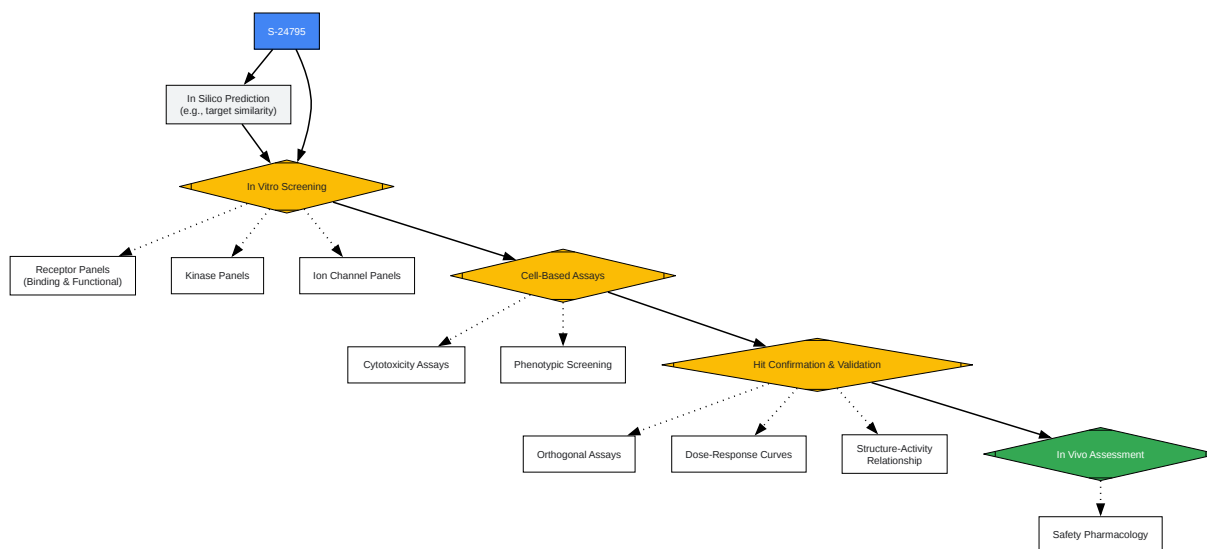 S-24795
In Silico Prediction
(e.g., target similarity)
In Vitro Screening
Receptor Panels
(Binding & Functional)
Kinase Panels
Ion Channel Panels
Cell-Based Assays
Cytotoxicity Assays
Phenotypic Screening
Hit Confirmation & Validation
Orthogonal Assays
Dose-Response Curves
Structure-Activity
Relationship
In Vivo Assessment
Safety Pharmacology